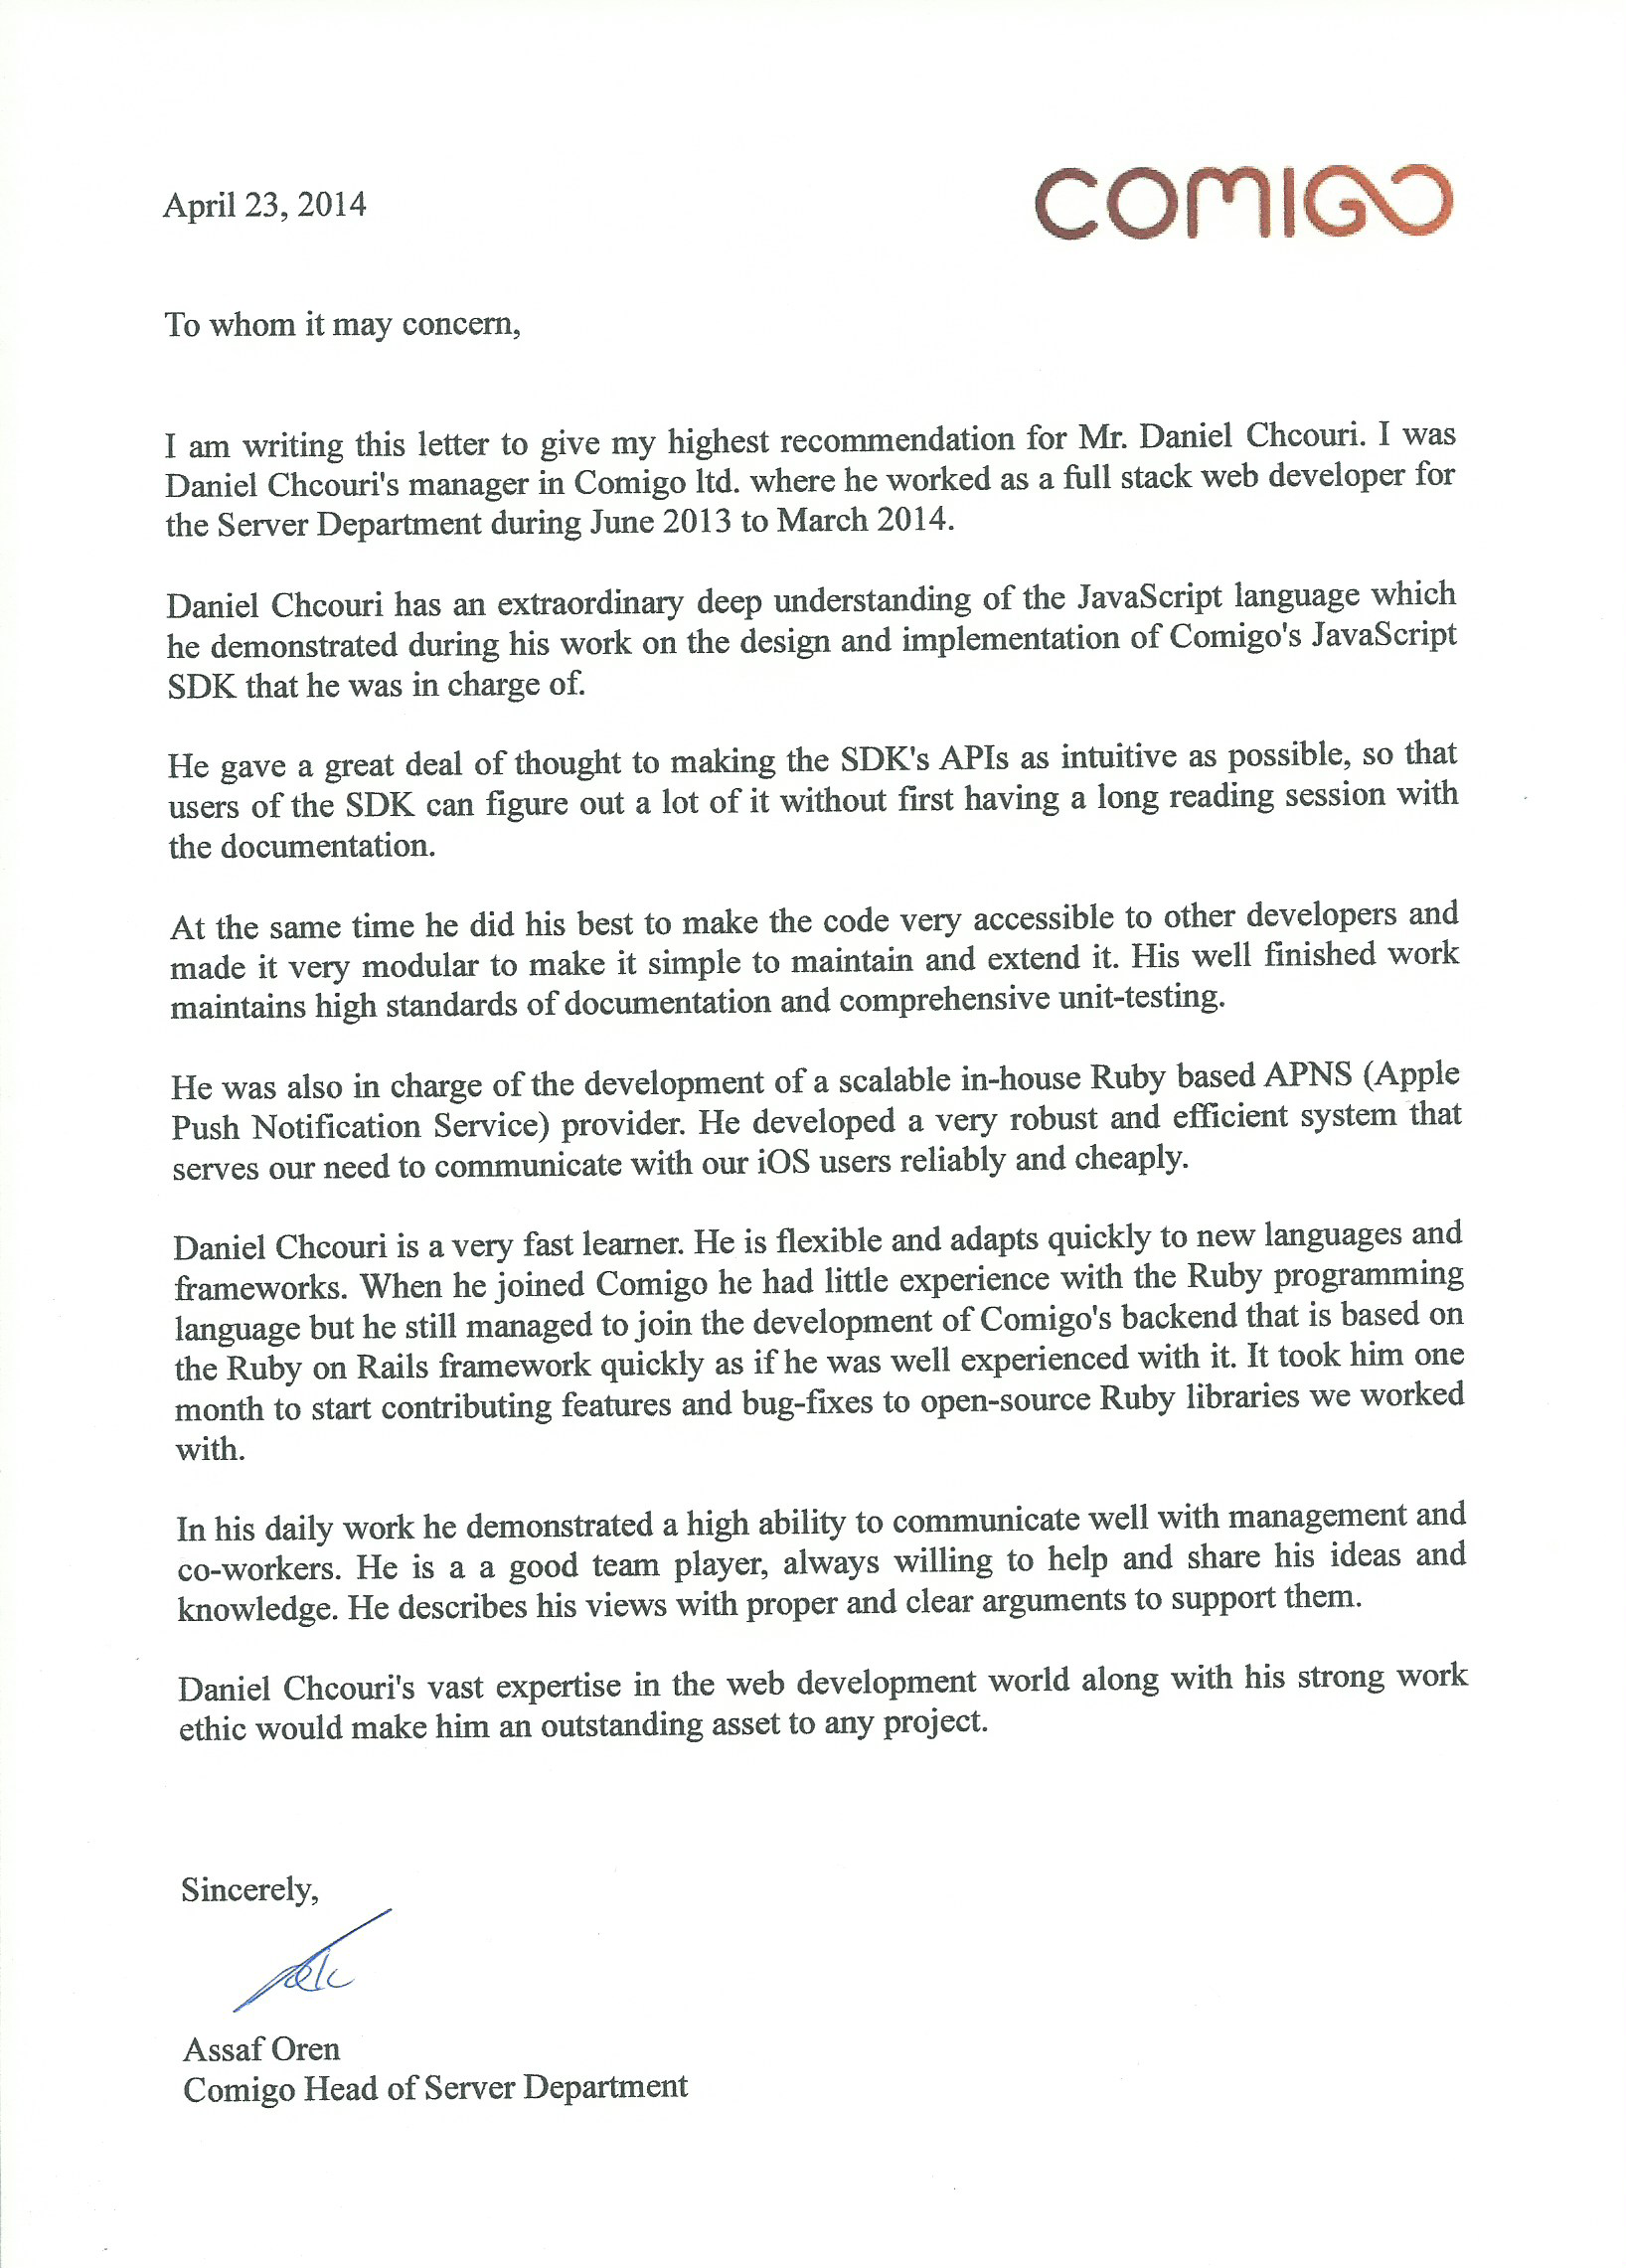 April 23, 2014
COMIGO
To whom it may concern,
I am writing this letter to give my highest recommendation for Mr. Daniel Chcouri. I was
Daniel Chcouri's manager in Comigo ltd. where he worked as a full stack web developer for
the Server Department during June 2013 to March 2014.
Daniel Chcouri has an extraordinary deep understanding of the JavaScript language which
he demonstrated during his work on the design and implementation of Comigo's JavaScript
SDK that he was in charge of.
He gave a great deal of thought to making the SDK's APIs as intuitive as possible, so that
users of the SDK can figure out a lot of it without first having a long reading session with
the documentation.
At the same time he did his best to make the code very accessible to other developers and
made it very modular to make it simple to maintain and extend it. His well finished work
maintains high standards of documentation and comprehensive unit-testing.
He was also in charge of the development of a scalable in-house Ruby based APNS (Apple
Push Notification Service) provider. He developed a very robust and efficient system that
serves our need to communicate with our iOS users reliably and cheaply.
Daniel Chcouri is a very fast learner. He is flexible and adapts quickly to new languages and
frameworks. When he joined Comigo he had little experience with the Ruby programming
language but he still managed to join the development of Comigo's backend that is based on
the Ruby on Rails framework quickly as if he was well experienced with it. It took him one
month to start contributing features and bug-fixes to open-source Ruby libraries we worked
with.
In his daily work he demonstrated a high ability to communicate well with management and
co-workers. He is a a good team player, always willing to help and share his ideas and
knowledge. He describes his views with proper and clear arguments to support them.
Daniel Chcouri's vast expertise in the web development world along with his strong work
ethic would make him an outstanding asset to any project.
Sincerely,
Assaf Oren
Comigo Head of Server Department